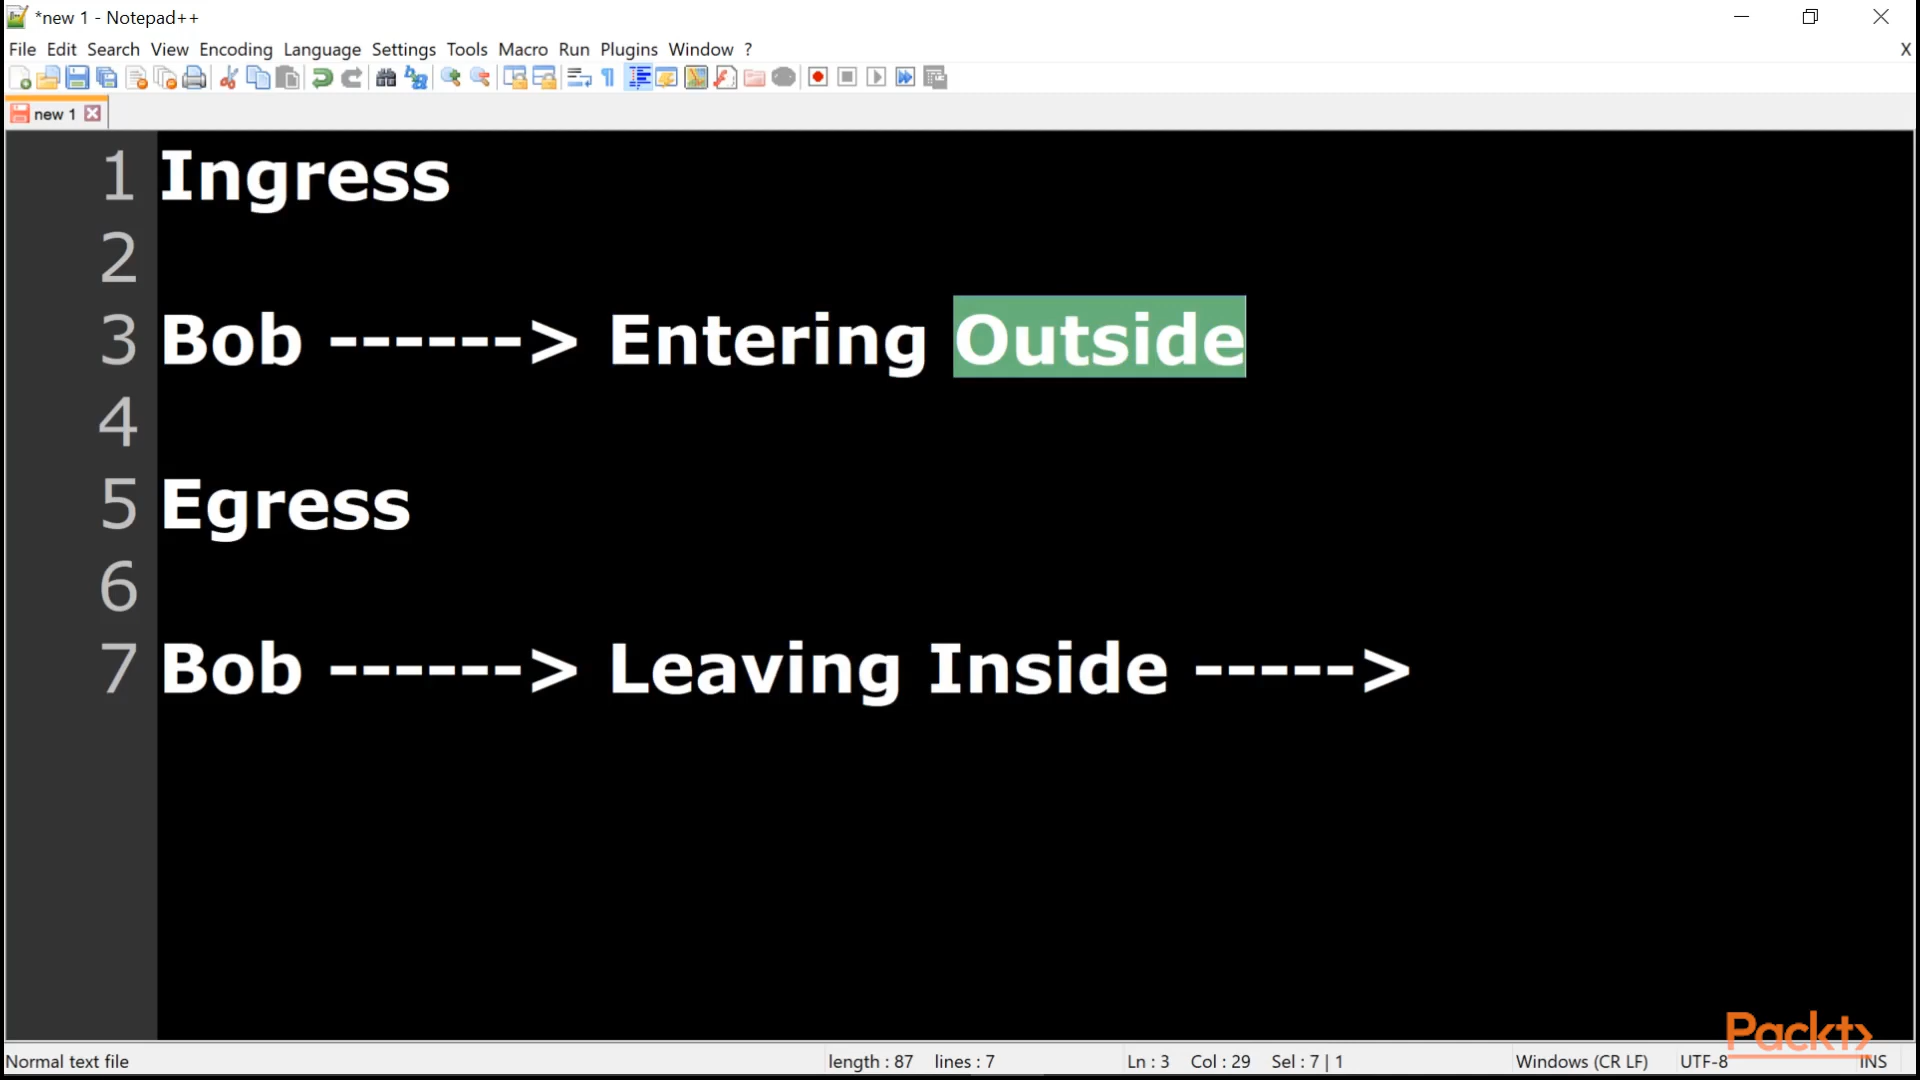 *new 1 - Notepad++
File Edit Search View Encoding Language Settings Tools Macro Run Plugins Window ? X
new 1
1 Ingress
2
3 Bob ------> Entering Outside
4
5 Egress
6
7 Bob ------> Leaving Inside ----->
Packt>
Normal text file length : 87 lines : 7 Ln : 3 Col : 29 Sel : 7 | 1 Windows (CR LF) UTF-8 INS